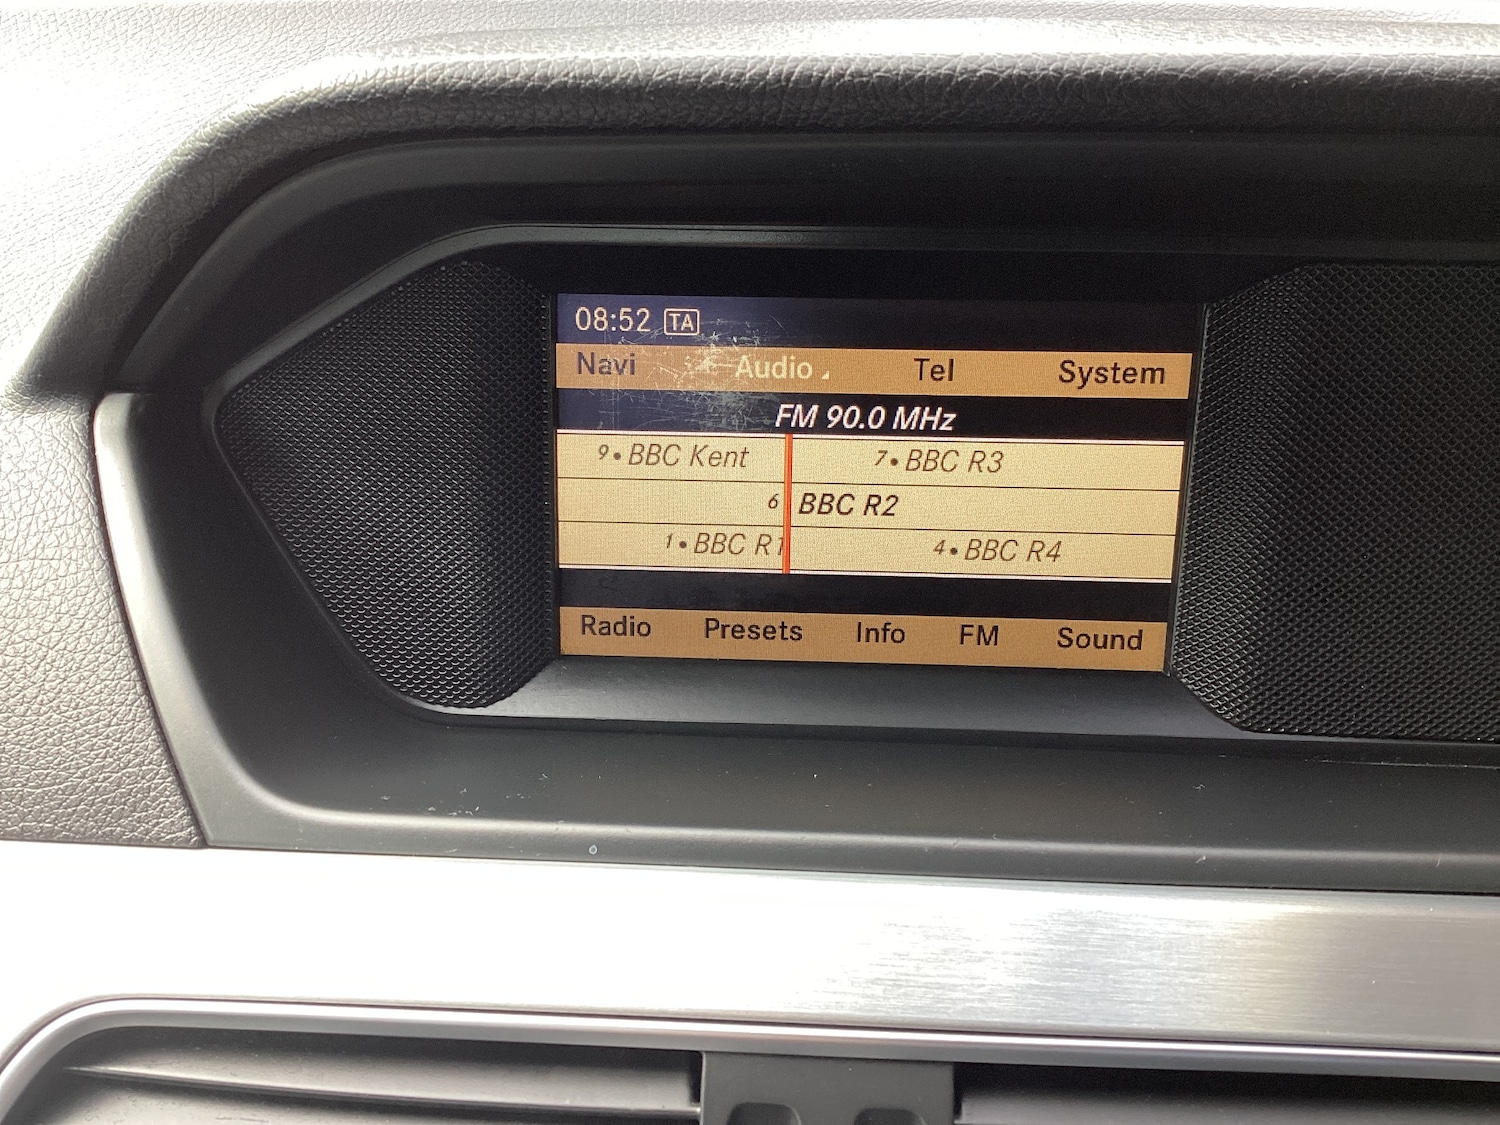 08:52 TA
Navi Audio Tel System
FM 90.0 MHz
9•BBC Kent 7•BBC R3
6 BBC R2
1•BBC R1 4•BBC R4
Radio Presets Info FM Sound